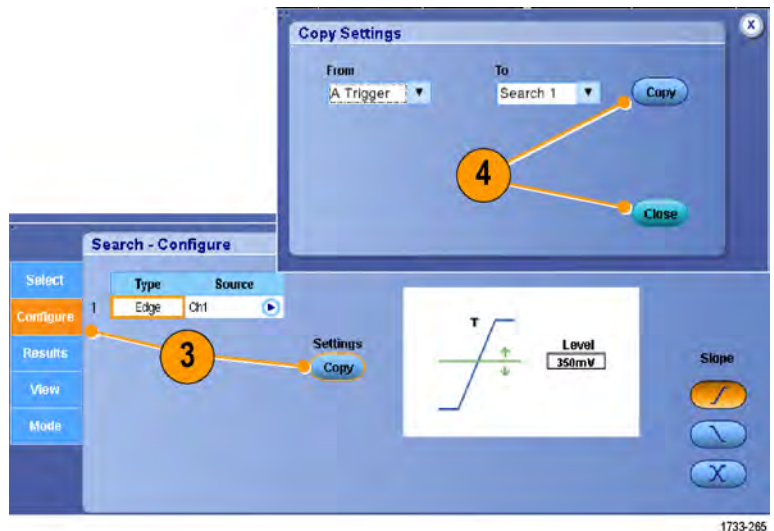 Copy Settings
X
From
To
A Trigger
Search 1
Copy
4
Close
Search - Configure
Select
Configure
Results
View
Mode
Type Source
1 Edge Ch1
3
Settings
Copy
T
Level
350mV
Slope
1733-265